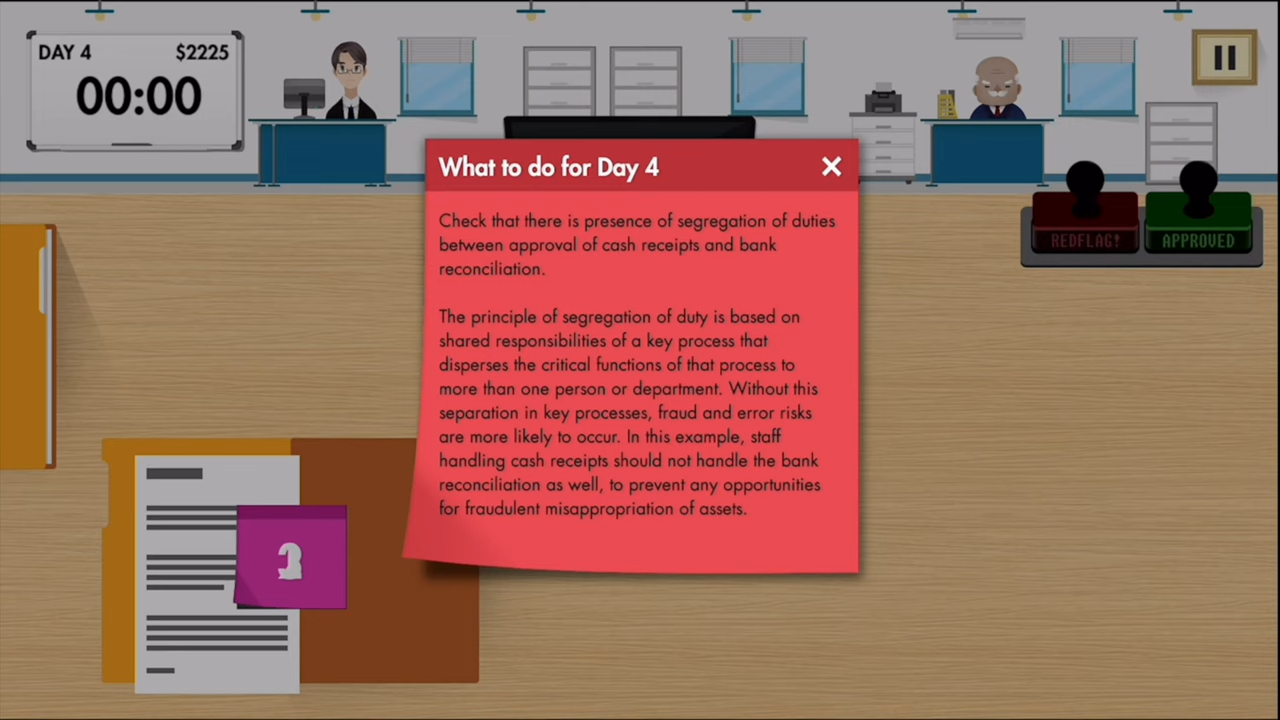 DAY 4 $2225
00:00
What to do for Day 4
Check that there is presence of segregation of duties
between approval of cash receipts and bank
reconciliation.
The principle of segregation of duty is based on
shared responsibilities of a key process that
disperses the critical functions of that process to
more than one person or department. Without this
separation in key processes, fraud and error risks
are more likely to occur. In this example, staff
handling cash receipts should not handle the bank
reconciliation as well, to prevent any opportunities
for fraudulent misappropriation of assets.
REDFLAG! APPROVED